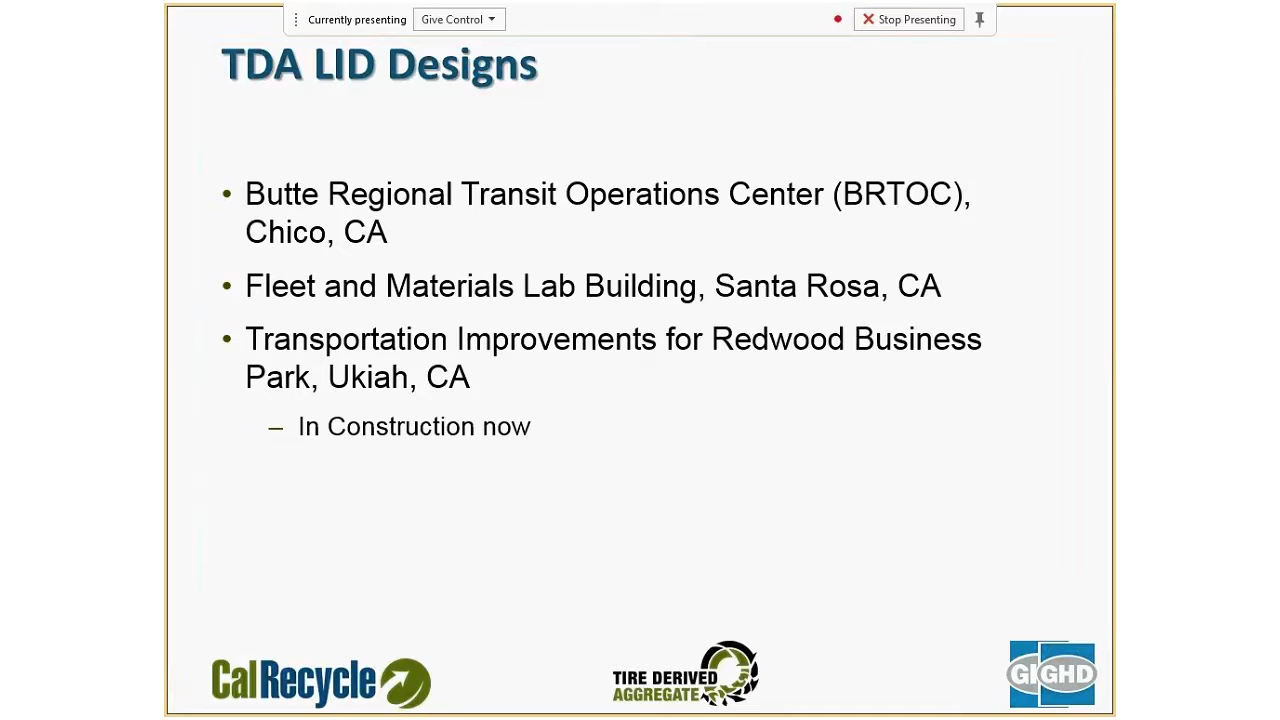 Currently presenting Give Control Stop Presenting
TDA LID Designs
• Butte Regional Transit Operations Center (BRTOC),
Chico, CA
• Fleet and Materials Lab Building, Santa Rosa, CA
• Transportation Improvements for Redwood Business
Park, Ukiah, CA
– In Construction now
CalRecycle
TIRE DERIVED
AGGREGATE
GHD